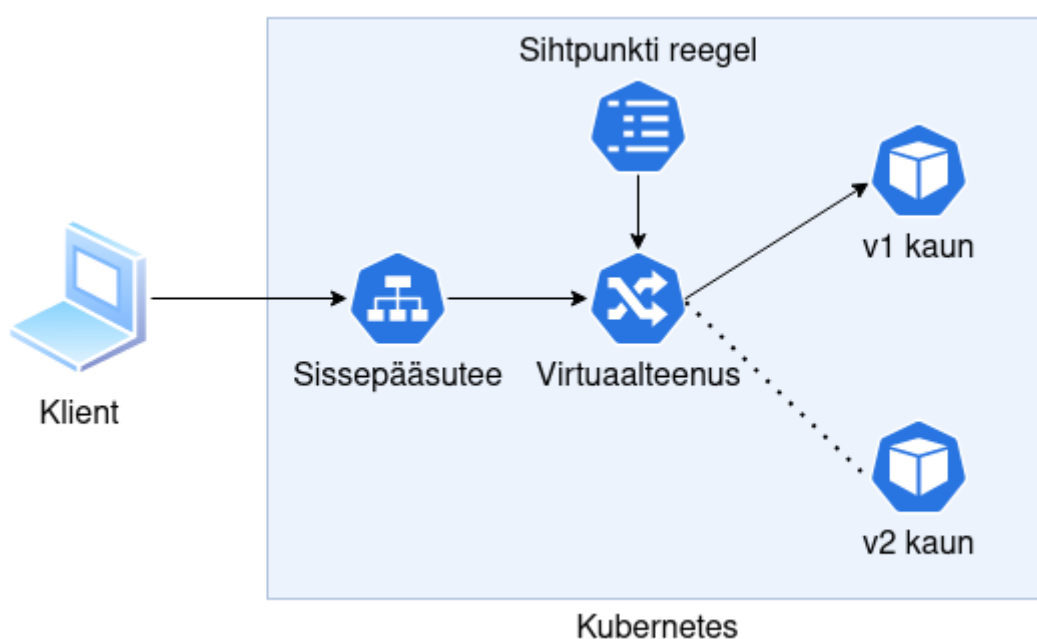 Sihtpunkti reegel
v1 kaun
Sissepääsutee
Virtuaalteenus
Klient
v2 kaun
Kubernetes